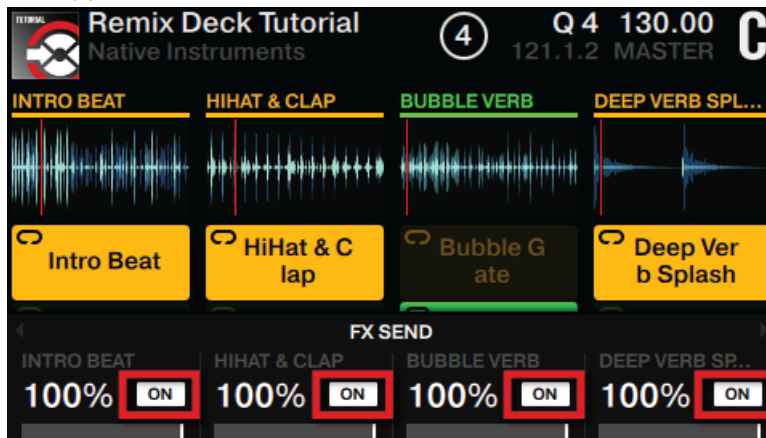 TUTORIAL
Remix Deck Tutorial
Native Instruments
4
Q 4 130.00
121.1.2 MASTER
C
INTRO BEAT
HIHAT & CLAP
BUBBLE VERB
DEEP VERB SPL...
Intro Beat
HiHat & C
lap
Bubble G
ate
Deep Ver
b Splash
FX SEND
INTRO BEAT
HIHAT & CLAP
BUBBLE VERB
DEEP VERB SP...
100% ON
100% ON
100% ON
100% ON